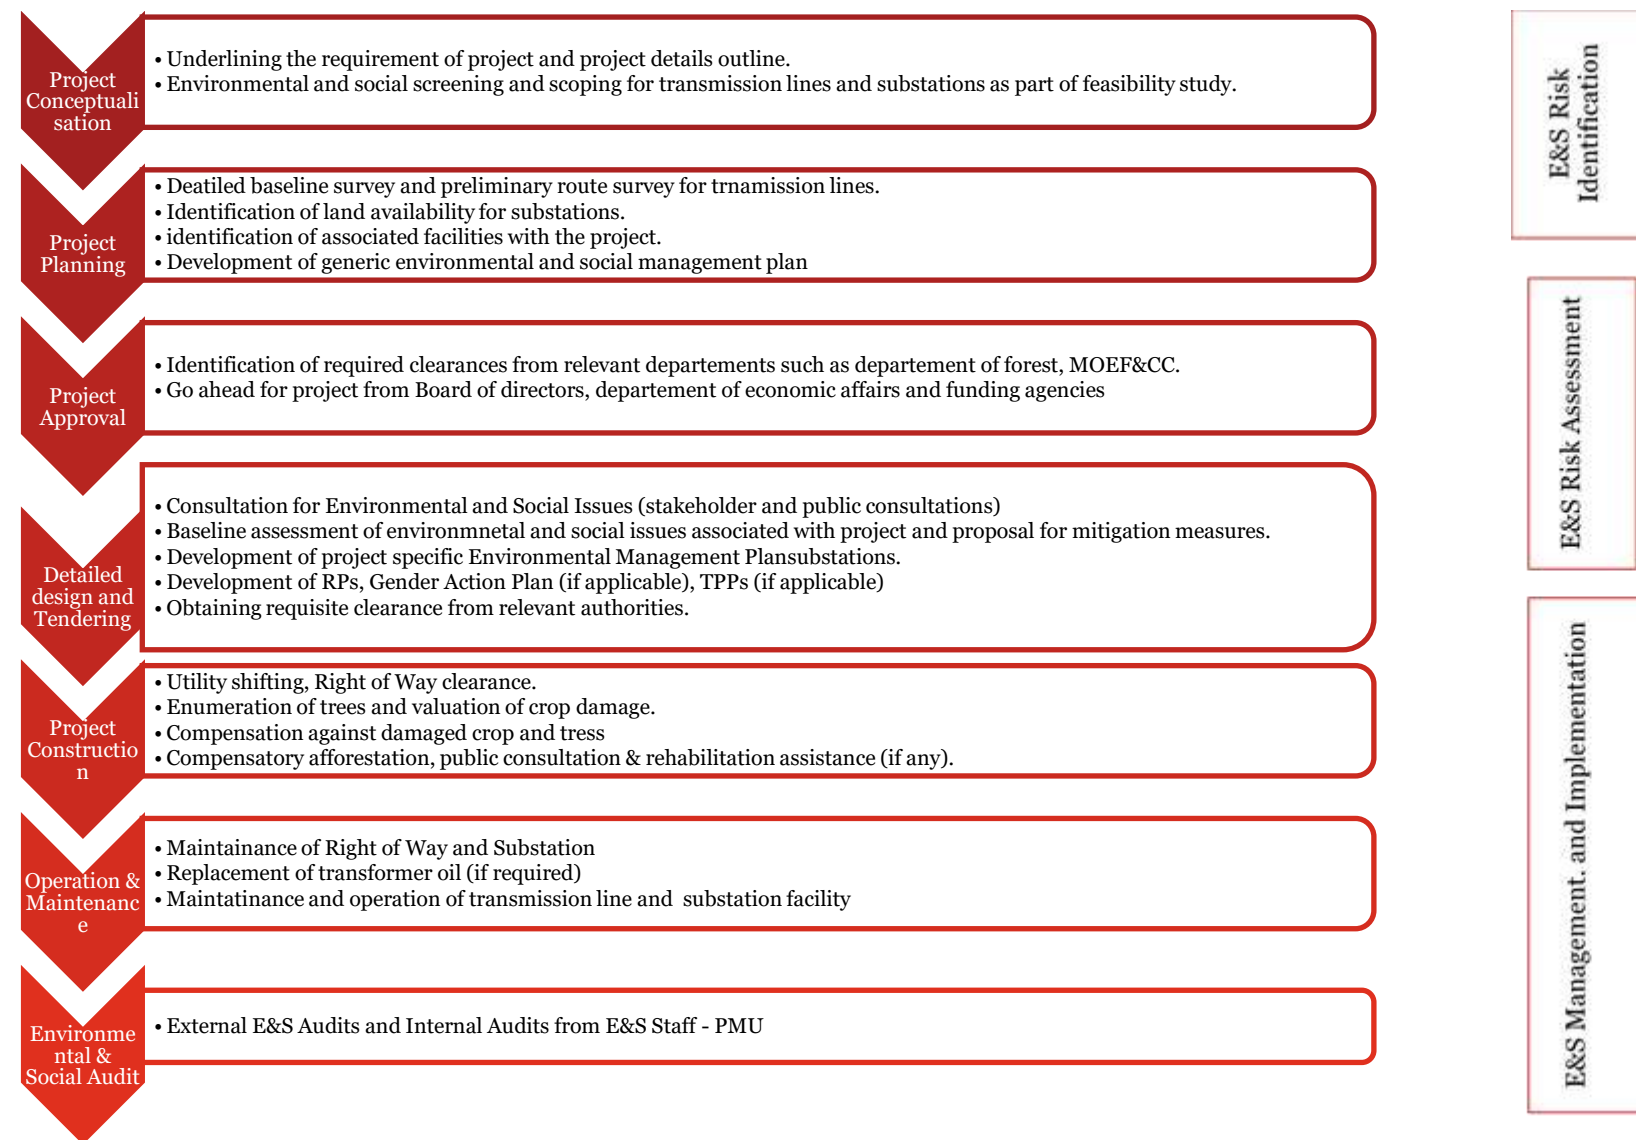 Project
Conceptuali
sation
• Underlining the requirement of project and project details outline.
• Environmental and social screening and scoping for transmission lines and substations as part of feasibility study.
Project
Planning
• Deatiled baseline survey and preliminary route survey for trnamission lines.
• Identification of land availability for substations.
• identification of associated facilities with the project.
• Development of generic environmental and social management plan
Project
Approval
• Identification of required clearances from relevant departements such as departement of forest, MOEF&CC.
• Go ahead for project from Board of directors, departement of economic affairs and funding agencies
Detailed
design and
Tendering
• Consultation for Environmental and Social Issues (stakeholder and public consultations)
• Baseline assessment of environmnetal and social issues associated with project and proposal for mitigation measures.
• Development of project specific Environmental Management Plansubstations.
• Development of RPs, Gender Action Plan (if applicable), TPPs (if applicable)
• Obtaining requisite clearance from relevant authorities.
Project
Constructio
n
• Utility shifting, Right of Way clearance.
• Enumeration of trees and valuation of crop damage.
• Compensation against damaged crop and tress
• Compensatory afforestation, public consultation & rehabilitation assistance (if any).
Operation &
Maintenanc
e
• Maintainance of Right of Way and Substation
• Replacement of transformer oil (if required)
• Maintatinance and operation of transmission line and substation facility
Environme
ntal &
Social Audit
• External E&S Audits and Internal Audits from E&S Staff - PMU
E&S Risk
Identification
E&S Risk Assessment
E&S Management. and Implementation